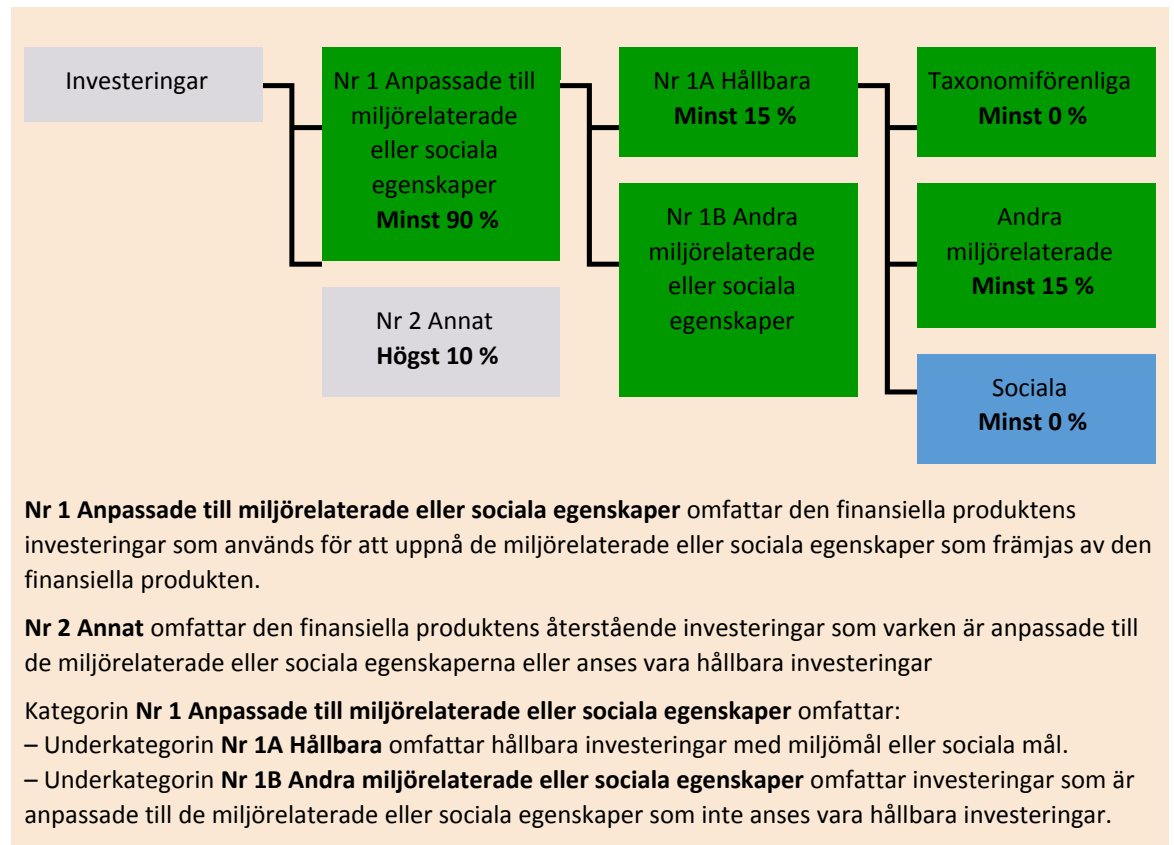 Investeringar
Nr 1 Anpassade till
miljörelaterade
eller sociala
egenskaper
Minst 90 %
Nr 2 Annat
Högst 10 %
Nr 1A Hållbara
Minst 15 %
Nr 1B Andra
miljörelaterade
eller sociala
egenskaper
Taxonomiförenliga
Minst 0 %
Andra
miljörelaterade
Minst 15 %
Sociala
Minst 0 %
Nr 1 Anpassade till miljörelaterade eller sociala egenskaper omfattar den finansiella produktens
investeringar som används för att uppnå de miljörelaterade eller sociala egenskaper som främjas av den
finansiella produkten.
Nr 2 Annat omfattar den finansiella produktens återstående investeringar som varken är anpassade till
de miljörelaterade eller sociala egenskaperna eller anses vara hållbara investeringar
Kategorin Nr 1 Anpassade till miljörelaterade eller sociala egenskaper omfattar:
– Underkategorin Nr 1A Hållbara omfattar hållbara investeringar med miljömål eller sociala mål.
– Underkategorin Nr 1B Andra miljörelaterade eller sociala egenskaper omfattar investeringar som är
anpassade till de miljörelaterade eller sociala egenskaper som inte anses vara hållbara investeringar.